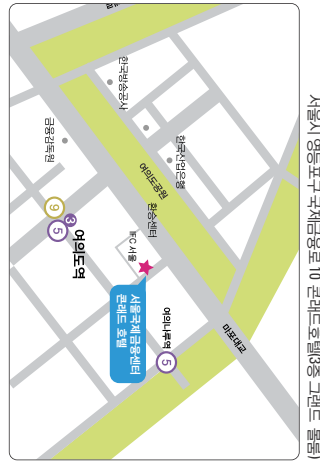 서울시 영등포구 국제금융로 10 콘래드 호텔(3층 그랜드 볼룸)
한국방송공사
한국산업은행
금융감독원
여의도공원
환승센터
IFC 서울
마포대교
여의나루역
5
서울국제금융센터
콘래드 호텔
여의도역
3
5
9